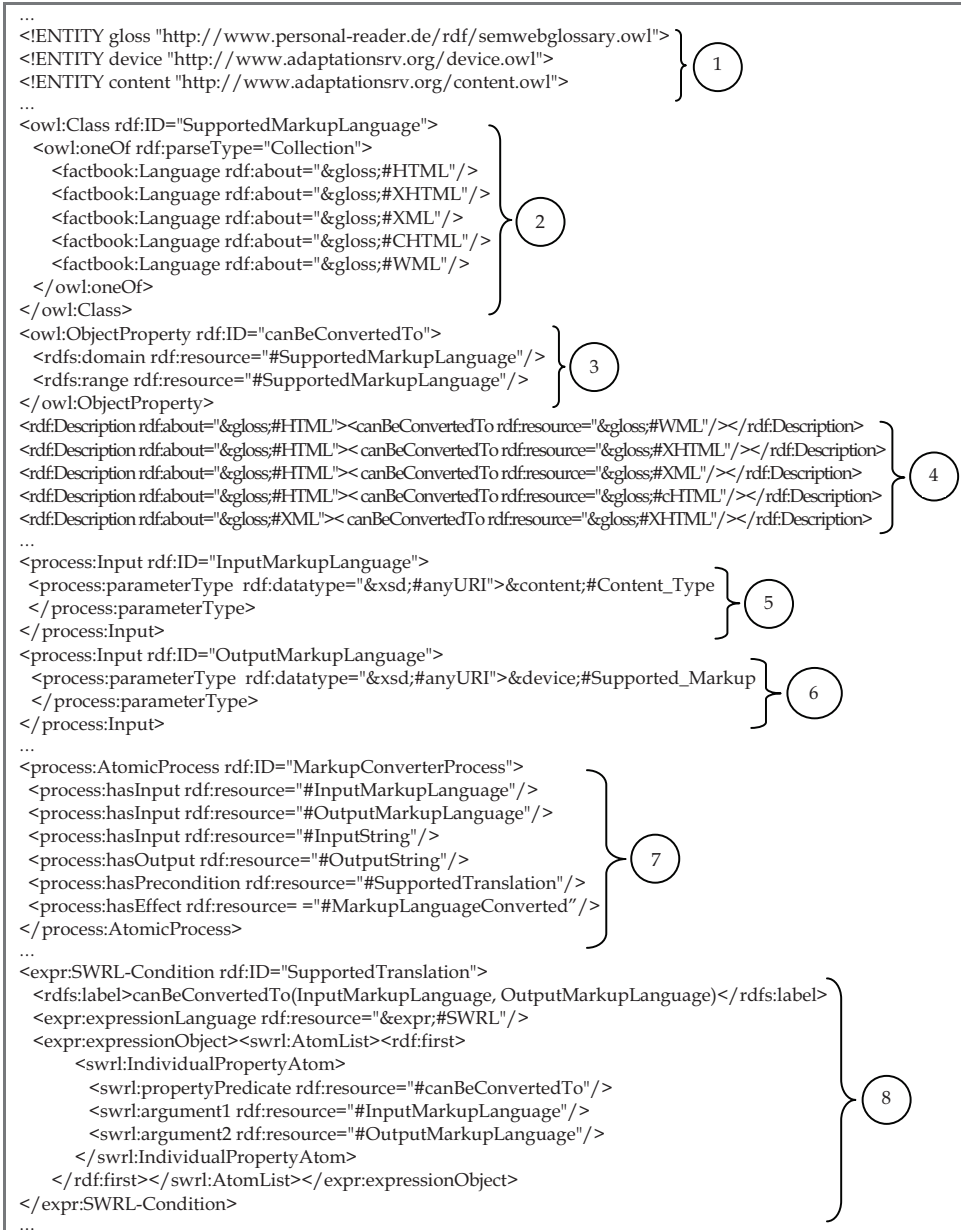 ...
<!ENTITY gloss "http://www.personal-reader.de/rdf/semwebglossary.owl">
<!ENTITY device "http://www.adaptationsrv.org/device.owl">
1
<!ENTITY content "http://www.adaptationsrv.org/content.owl">
...
<owl:Class rdf:ID="SupportedMarkupLanguage">
<owl:oneOf rdf:parseType="Collection">
<factbook:Language rdf:about="&gloss;#HTML"/>
<factbook:Language rdf:about="&gloss;#XHTML"/>
<factbook:Language rdf:about="&gloss;#XML"/>
2
<factbook:Language rdf:about="&gloss;#CHTML"/>
<factbook:Language rdf:about="&gloss;#WML"/>
</owl:oneOf>
</owl:Class>
<owl:ObjectProperty rdf:ID="canBeConvertedTo">
<rdfs:domain rdf:resource="#SupportedMarkupLanguage"/>
3
<rdfs:range rdf:resource="#SupportedMarkupLanguage"/>
</owl:ObjectProperty>
<rdf:Description rdf:about="&gloss;#HTML"><canBeConvertedTo rdf:resource="&gloss;#WML"/></rdf:Description>
<rdf:Description rdf:about="&gloss;#HTML">< canBeConvertedTo rdf:resource="&gloss;#XHTML"/></rdf:Description>
<rdf:Description rdf:about="&gloss;#HTML">< canBeConvertedTo rdf:resource="&gloss;#XML"/></rdf:Description>
4
<rdf:Description rdf:about="&gloss;#HTML">< canBeConvertedTo rdf:resource="&gloss;#cHTML"/></rdf:Description>
<rdf:Description rdf:about="&gloss;#XML">< canBeConvertedTo rdf:resource="&gloss;#XHTML"/></rdf:Description>
...
<process:Input rdf:ID="InputMarkupLanguage">
<process:parameterType rdf:datatype="&xsd;#anyURI">&content;#Content_Type
5
</process:parameterType>
</process:Input>
<process:Input rdf:ID="OutputMarkupLanguage">
<process:parameterType rdf:datatype="&xsd;#anyURI">&device;#Supported_Markup
6
</process:parameterType>
</process:Input>
...
<process:AtomicProcess rdf:ID="MarkupConverterProcess">
<process:hasInput rdf:resource="#InputMarkupLanguage"/>
<process:hasInput rdf:resource="#OutputMarkupLanguage"/>
<process:hasInput rdf:resource="#InputString"/>
<process:hasOutput rdf:resource="#OutputString"/>
7
<process:hasPrecondition rdf:resource="#SupportedTranslation"/>
<process:hasEffect rdf:resource= ="#MarkupLanguageConverted”/>
</process:AtomicProcess>
...
<expr:SWRL-Condition rdf:ID="SupportedTranslation">
<rdfs:label>canBeConvertedTo(InputMarkupLanguage, OutputMarkupLanguage)</rdfs:label>
<expr:expressionLanguage rdf:resource="&expr;#SWRL"/>
<expr:expressionObject><swrl:AtomList><rdf:first>
<swrl:IndividualPropertyAtom>
<swrl:propertyPredicate rdf:resource="#canBeConvertedTo"/>
8
<swrl:argument1 rdf:resource="#InputMarkupLanguage"/>
<swrl:argument2 rdf:resource="#OutputMarkupLanguage"/>
</swrl:IndividualPropertyAtom>
</rdf:first></swrl:AtomList></expr:expressionObject>
</expr:SWRL-Condition>
...